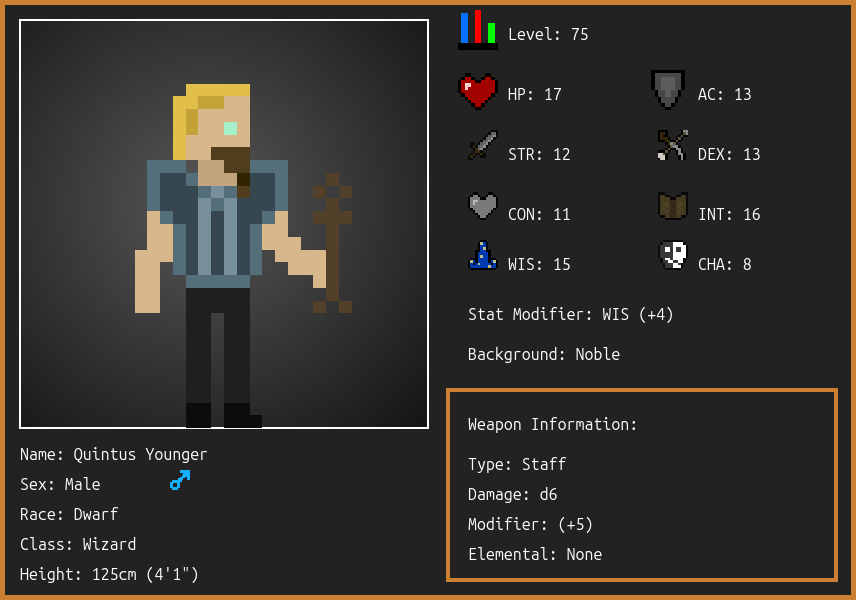 Level: 75
HP: 17
AC: 13
STR: 12
DEX: 13
CON: 11
INT: 16
WIS: 15
CHA: 8
Stat Modifier: WIS (+4)
Background: Noble
Weapon Information:
Type: Staff
Damage: d6
Modifier: (+5)
Elemental: None
Name: Quintus Younger
Sex: Male
Race: Dwarf
Class: Wizard
Height: 125cm (4'1")